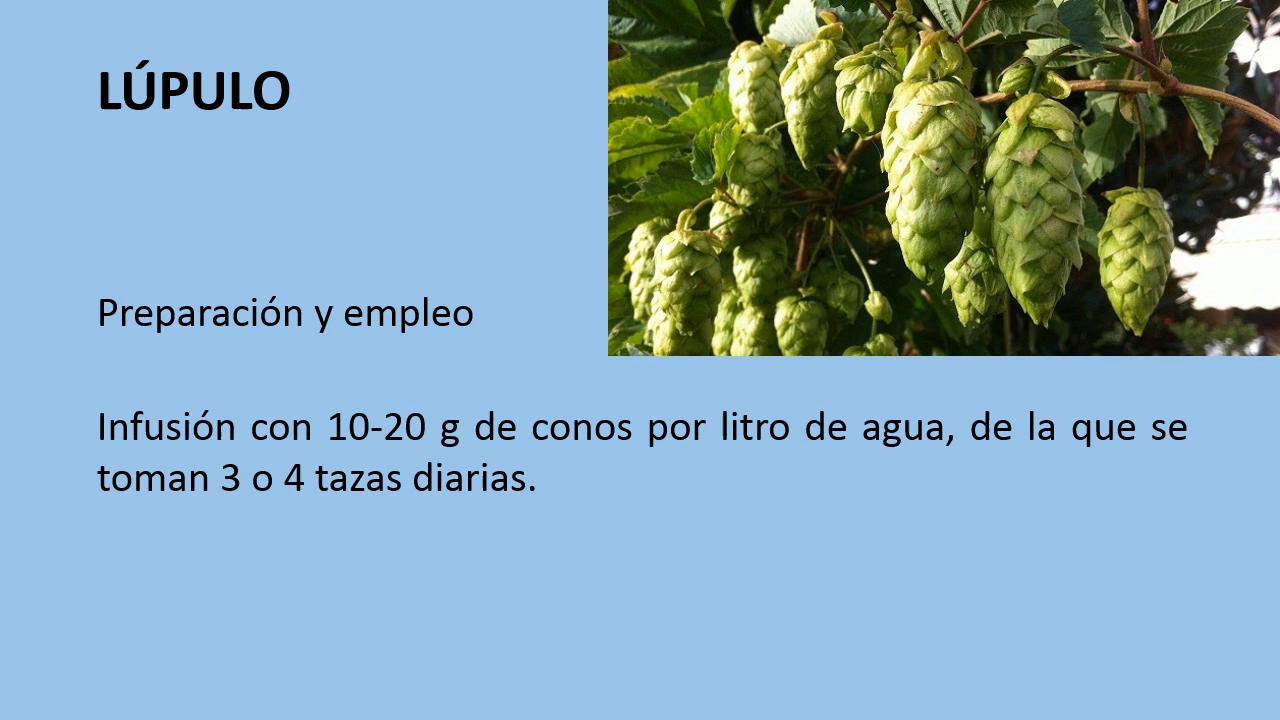 LÚPULO
Preparación y empleo
Infusión con 10-20 g de conos por litro de agua, de la que se
toman 3 o 4 tazas diarias.